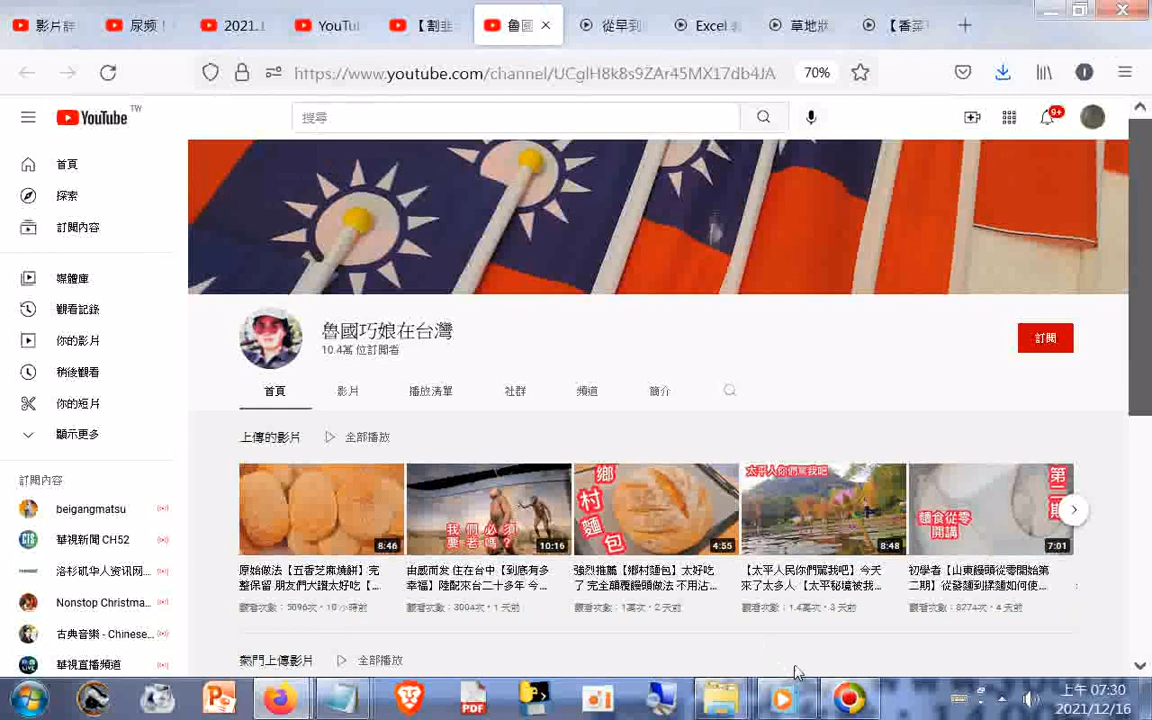 影片群
尿頻！
2021.1
YouTu
【割韭
魯國
從早到
Excel
草地狀
【香菜
https://www.youtube.com/channel/UCglH8k8s9ZAr45MX17db4JA
70%
YouTube TW
搜尋
9+
首頁
探索
訂閱內容
媒體庫
觀看記錄
你的影片
稍後觀看
你的短片
顯示更多
訂閱內容
beigangmatsu
華視新聞 CH52
洛杉矶华人资讯网...
Nonstop Christma...
古典音樂 - Chinese...
華視直播頻道
魯國巧娘在台灣
10.4萬 位訂閱者
訂閱
首頁
影片
播放清單
社群
頻道
簡介
上傳的影片
全部播放
8:46
我們必須
要老嗎?
10:16
鄉
村
麵
包
4:55
太平人你們罵我吧
8:48
第二期
麵食從零
開講
7:01
原始做法【五香芝麻燒餅】完
整保留 朋友們大讚太好吃【...
觀看次數：5096次・10 小時前
由威而发 住在台中【到底有多
幸福】陸配來台二十多年 今...
觀看次數：3904次・1 天前
強烈推薦【鄉村麵包】太好吃
了 完全顛覆饅頭做法 不用沾...
觀看次數：1萬次・2 天前
【太平人民你們罵我吧】今天
來了太多人【太平秘境被我...
觀看次數：1.4萬次・3 天前
初學者【山東饅頭從零開始第
二期】從發麵到揉麵如何使...
觀看次數：8274次・4 天前
熱門上傳影片
全部播放
PDF
上午 07:30
2021/12/16